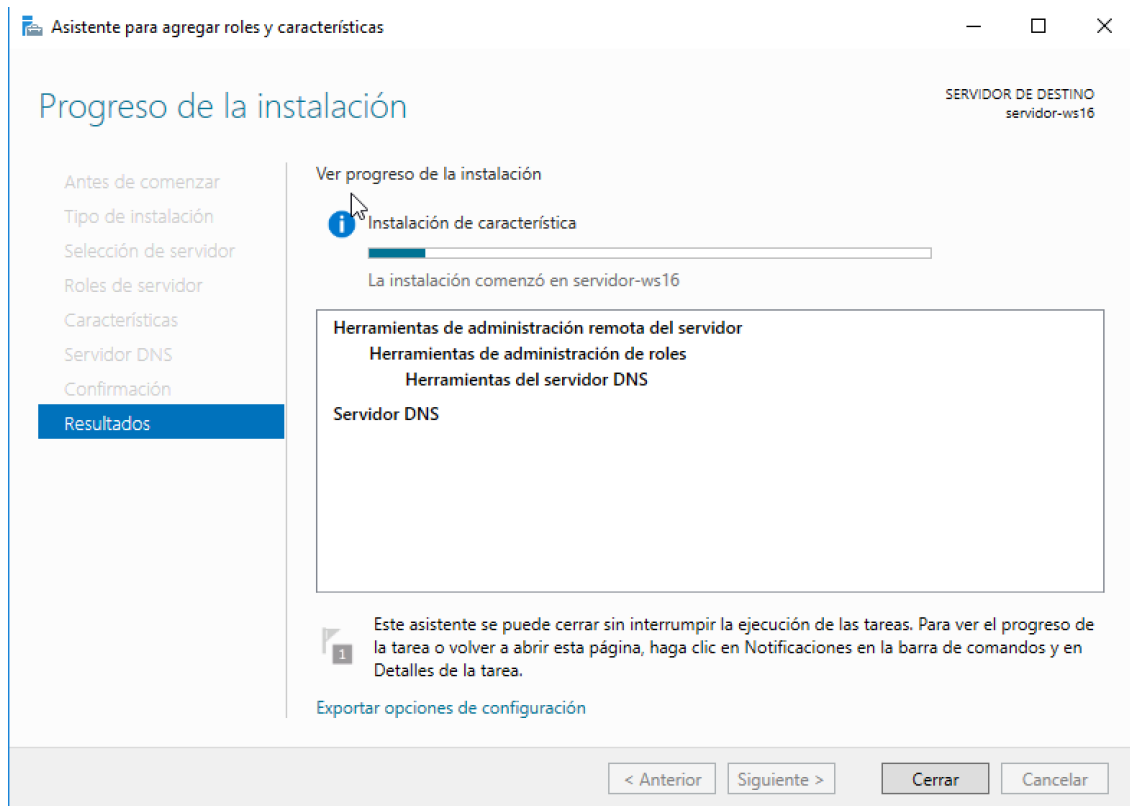 Asistente para agregar roles y características
Progreso de la instalación
SERVIDOR DE DESTINO
servidor-ws16
Antes de comenzar
Tipo de instalación
Selección de servidor
Roles de servidor
Características
Servidor DNS
Confirmación
Resultados
Ver progreso de la instalación
Instalación de característica
La instalación comenzó en servidor-ws16
Herramientas de administración remota del servidor
Herramientas de administración de roles
Herramientas del servidor DNS
Servidor DNS
1
Este asistente se puede cerrar sin interrumpir la ejecución de las tareas. Para ver el progreso de
la tarea o volver a abrir esta página, haga clic en Notificaciones en la barra de comandos y en
Detalles de la tarea.
Exportar opciones de configuración
< Anterior
Siguiente >
Cerrar
Cancelar